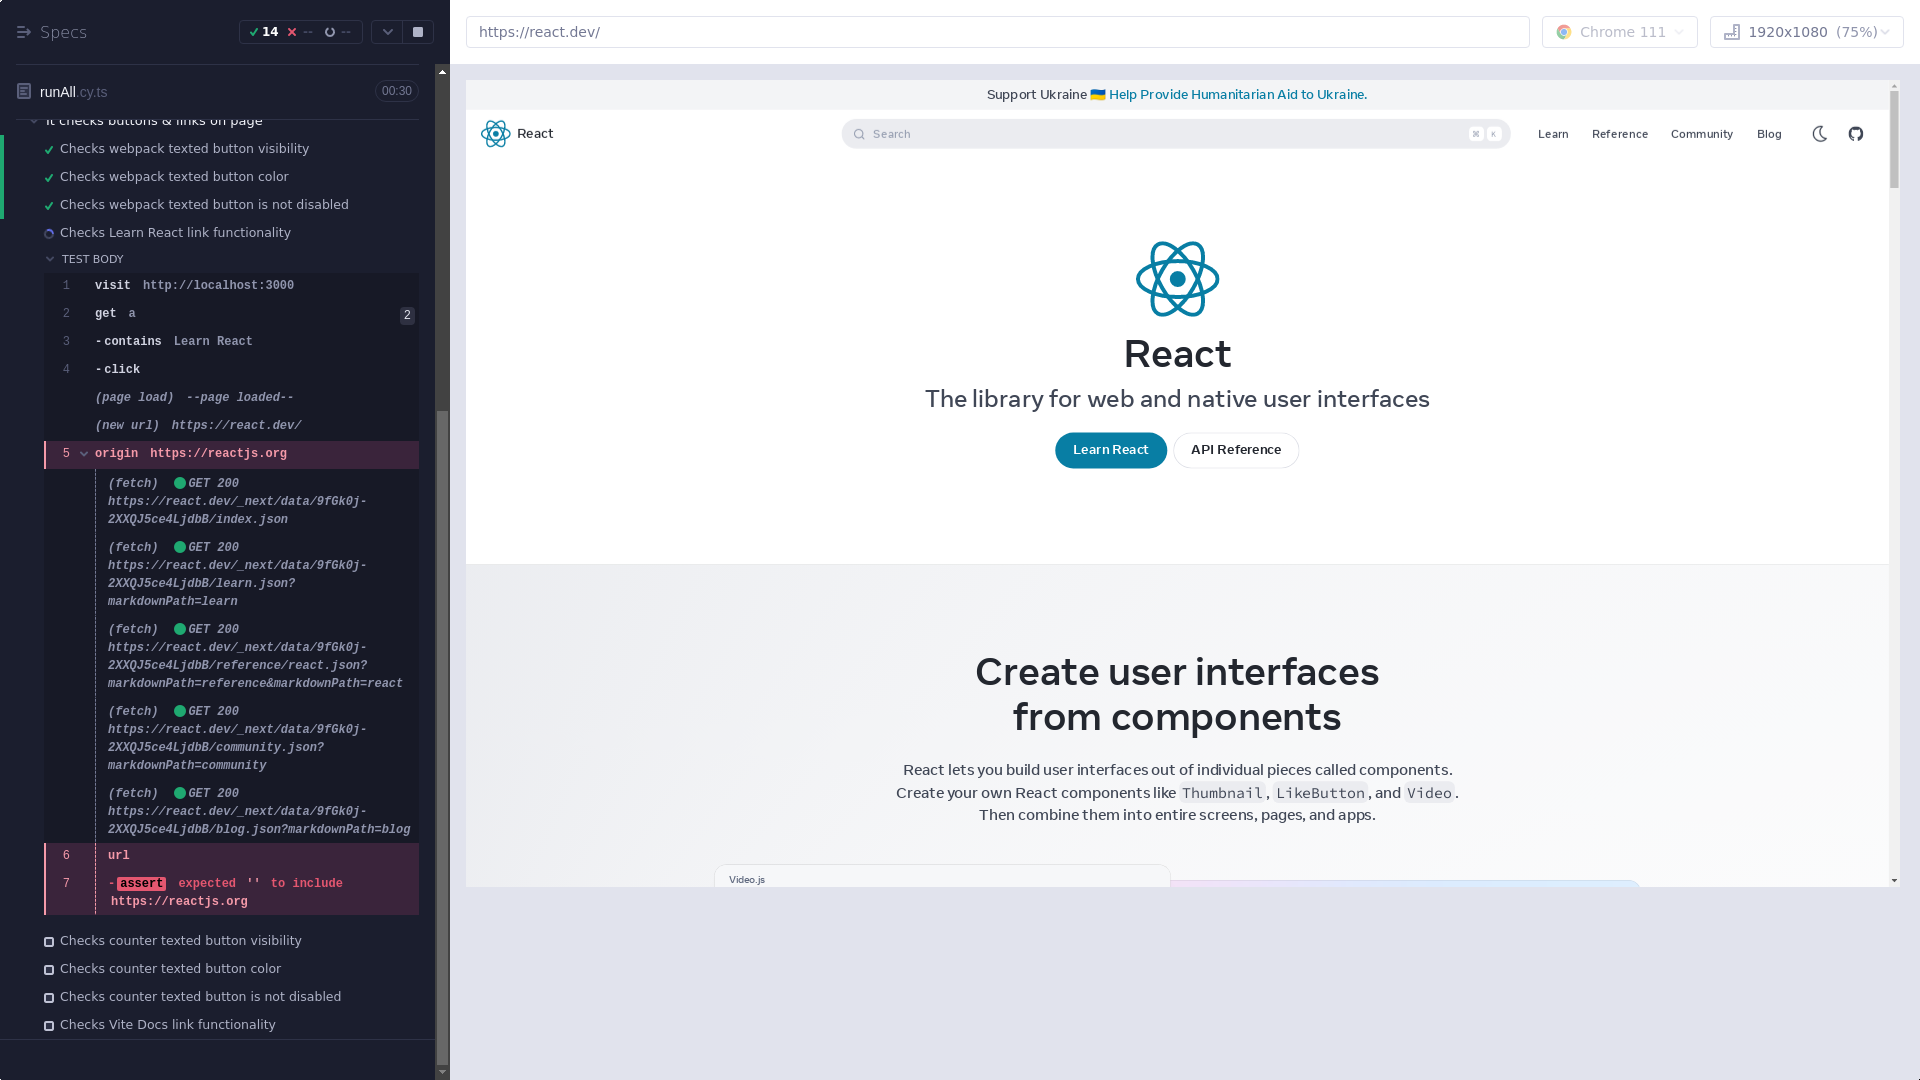 Specs
14
--
--
runAll.cy.ts
00:30
It checks buttons & links on page
Checks webpack texted button visibility
Checks webpack texted button color
Checks webpack texted button is not disabled
Checks Learn React link functionality
TEST BODY
1 visit http://localhost:3000
2 get a 2
3 -contains Learn React
4 -click
(page load) --page loaded--
(new url) https://react.dev/
5 origin https://reactjs.org
(fetch) GET 200
https://react.dev/_next/data/9fGk0j-
2XXQJ5ce4LjdbB/index.json
(fetch) GET 200
https://react.dev/_next/data/9fGk0j-
2XXQJ5ce4LjdbB/learn.json?
markdownPath=learn
(fetch) GET 200
https://react.dev/_next/data/9fGk0j-
2XXQJ5ce4LjdbB/reference/react.json?
markdownPath=reference&markdownPath=react
(fetch) GET 200
https://react.dev/_next/data/9fGk0j-
2XXQJ5ce4LjdbB/community.json?
markdownPath=community
(fetch) GET 200
https://react.dev/_next/data/9fGk0j-
2XXQJ5ce4LjdbB/blog.json?markdownPath=blog
6 url
7 -assert expected '' to include
https://reactjs.org
Checks counter texted button visibility
Checks counter texted button color
Checks counter texted button is not disabled
Checks Vite Docs link functionality
https://react.dev/
Chrome 111
1920x1080 (75%)
Support Ukraine 🇺🇦 Help Provide Humanitarian Aid to Ukraine.
React
Search
⌘ K
Learn
Reference
Community
Blog
React
The library for web and native user interfaces
Learn React
API Reference
Create user interfaces
from components
React lets you build user interfaces out of individual pieces called components.
Create your own React components like Thumbnail, LikeButton, and Video.
Then combine them into entire screens, pages, and apps.
Video.js